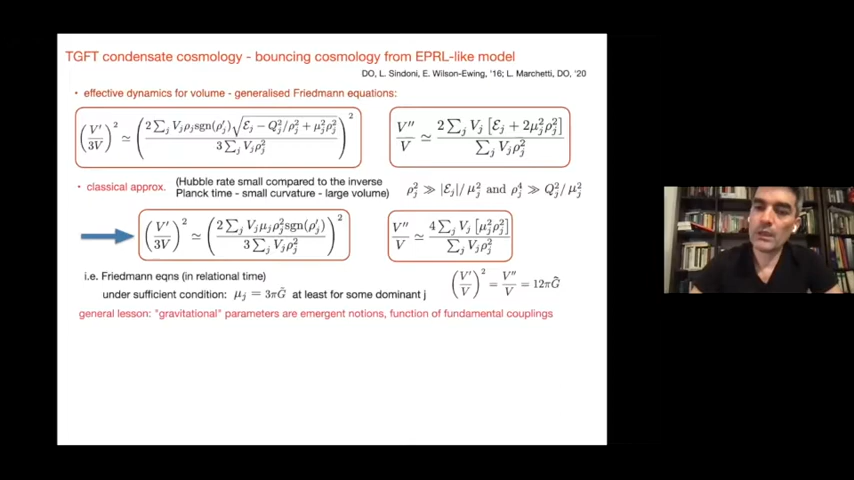 TGFT condensate cosmology - bouncing cosmology from EPRL-like model
DO, L. Sindoni, E. Wilson-Ewing, '16; L. Marchetti, DO, '20
• effective dynamics for volume - generalised Friedmann equations:
(V′/3V)² ≃ (2 Σ_j V_j ρ_j sgn(ρ′_j) √(ℰ_j − Q_j²/ρ_j² + μ_j²ρ_j²) / 3 Σ_j V_j ρ_j²)²
V″/V ≃ 2 Σ_j V_j [ℰ_j + 2μ_j²ρ_j²] / Σ_j V_j ρ_j²
• classical approx. (Hubble rate small compared to the inverse
Planck time - small curvature - large volume)
ρ_j² ≫ |ℰ_j|/μ_j² and ρ_j⁴ ≫ Q_j²/μ_j²
(V′/3V)² ≃ (2 Σ_j V_j μ_j ρ_j² sgn(ρ′_j) / 3 Σ_j V_j ρ_j²)²
V″/V ≃ 4 Σ_j V_j [μ_j²ρ_j²] / Σ_j V_j ρ_j²
i.e. Friedmann eqns (in relational time)
(V′/V)² = V″/V = 12πG̃
under sufficient condition: μ_j = 3πG̃ at least for some dominant j
general lesson: "gravitational" parameters are emergent notions, function of fundamental couplings